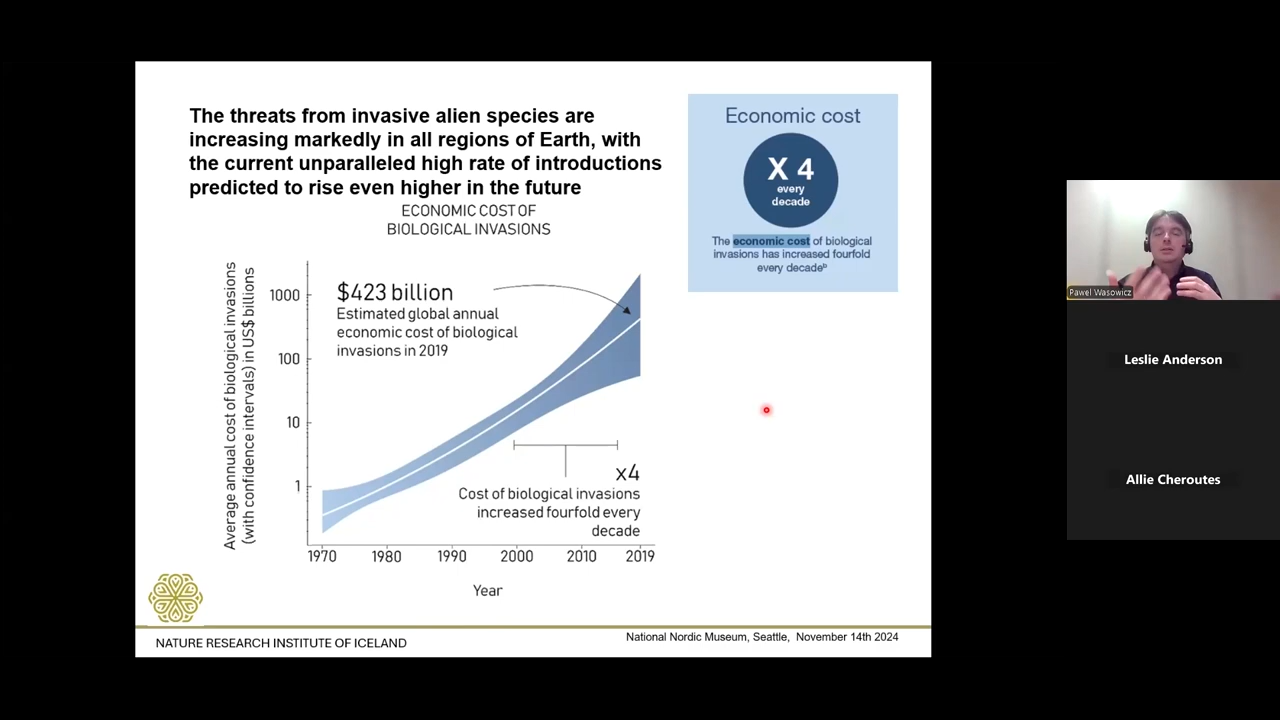 The threats from invasive alien species are
increasing markedly in all regions of Earth, with
the current unparalleled high rate of introductions
predicted to rise even higher in the future
ECONOMIC COST OF
BIOLOGICAL INVASIONS
Average annual cost of biological invasions
(with confidence intervals) in US$ billions
1000
100
10
1
$423 billion
Estimated global annual
economic cost of biological
invasions in 2019
x4
Cost of biological invasions
increased fourfold every
decade
1970 1980 1990 2000 2010 2019
Year
Economic cost
X 4
every
decade
The economic cost of biological
invasions has increased fourfold
every decadeᵇ
NATURE RESEARCH INSTITUTE OF ICELAND
National Nordic Museum, Seattle, November 14th 2024
Pawel Wasowicz
Leslie Anderson
Allie Cheroutes